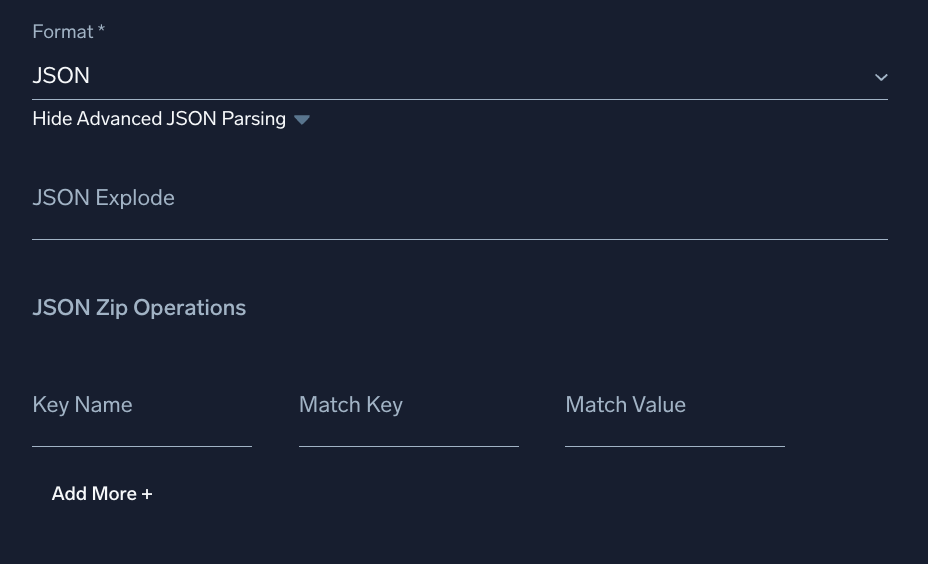 Format *
JSON
Hide Advanced JSON Parsing
JSON Explode
JSON Zip Operations
Key Name Match Key Match Value
Add More +